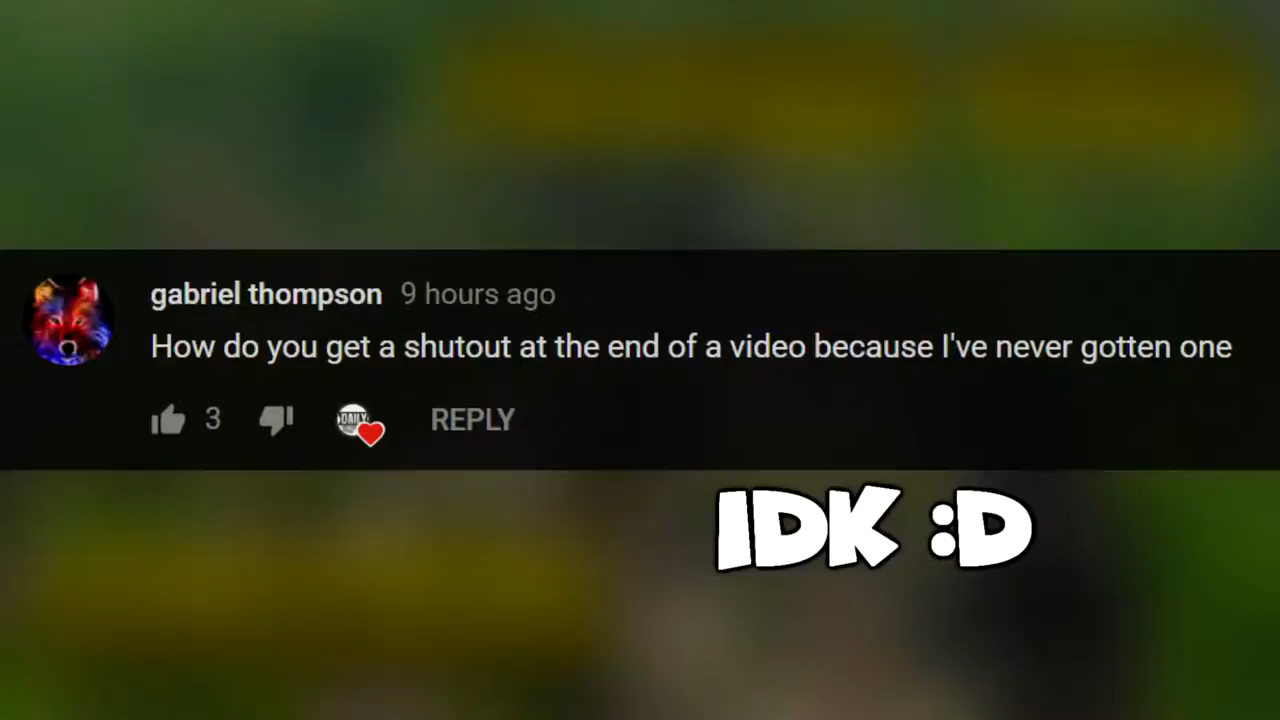 gabriel thompson 9 hours ago
How do you get a shutout at the end of a video because I've never gotten one
3 DAILY REPLY
IDK :D